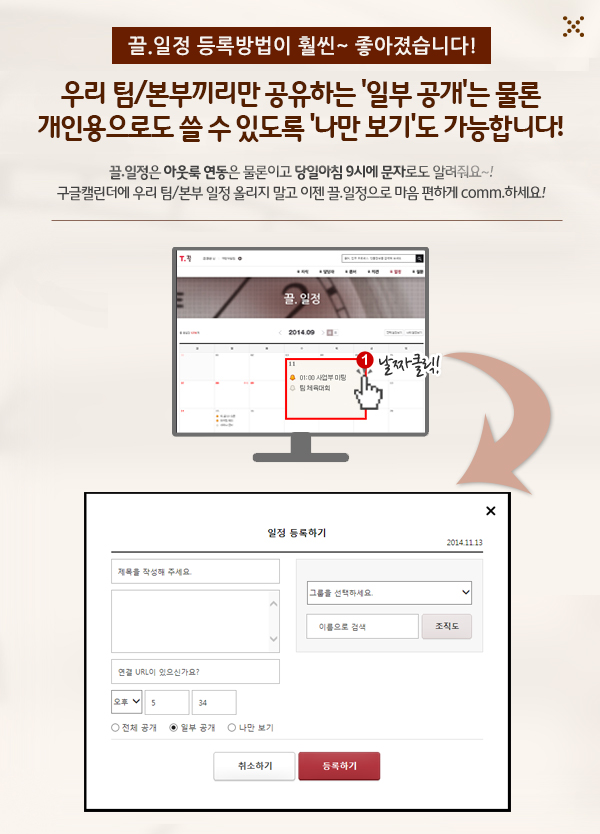 끌.일정 등록방법이 훨씬~ 좋아졌습니다!
우리 팀/본부끼리만 공유하는 '일부 공개'는 물론
개인용으로도 쓸 수 있도록 '나만 보기'도 가능합니다!
끌.일정은 아웃룩 연동은 물론이고 당일아침 9시에 문자로도 알려줘요~!
구글캘린더에 우리 팀/본부 일정 올리지 말고 이젠 끌.일정으로 마음 편하게 comm.하세요!
T.끌
끌.일정
2014.09
11
01:00 사업부 미팅
팀 체육대회
1 날짜클릭!
일정 등록하기
2014.11.13
제목을 작성해 주세요.
그룹을 선택하세요.
이름으로 검색 조직도
연결 URL이 있으신가요?
오후 5 34
전체 공개 일부 공개 나만 보기
취소하기 등록하기